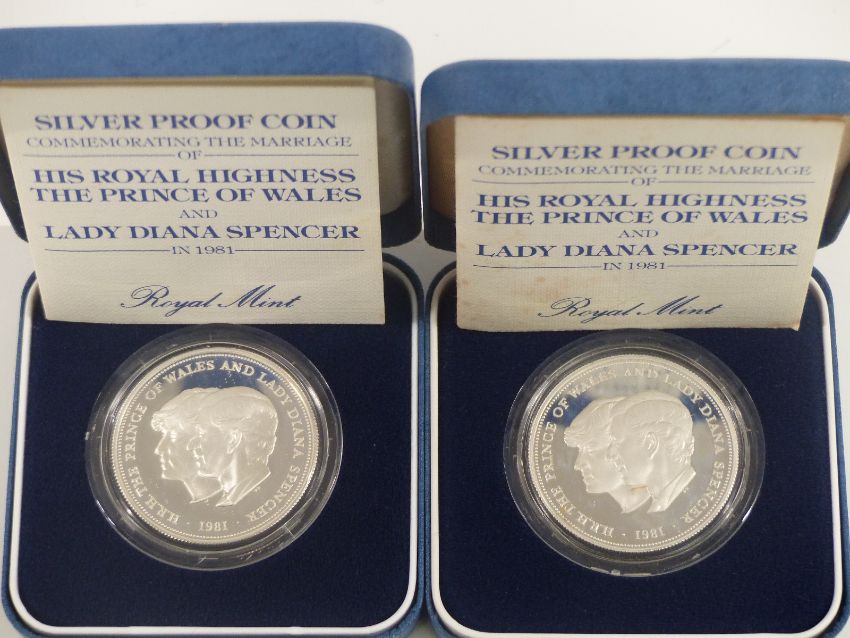 SILVER PROOF COIN
COMMEMORATING THE MARRIAGE
OF
HIS ROYAL HIGHNESS
THE PRINCE OF WALES
AND
LADY DIANA SPENCER
IN 1981
Royal Mint
H.R.H. THE PRINCE OF WALES AND LADY DIANA SPENCER
· 1981 ·
SILVER PROOF COIN
COMMEMORATING THE MARRIAGE
OF
HIS ROYAL HIGHNESS
THE PRINCE OF WALES
AND
LADY DIANA SPENCER
IN 1981
Royal Mint
H.R.H. THE PRINCE OF WALES AND LADY DIANA SPENCER
· 1981 ·